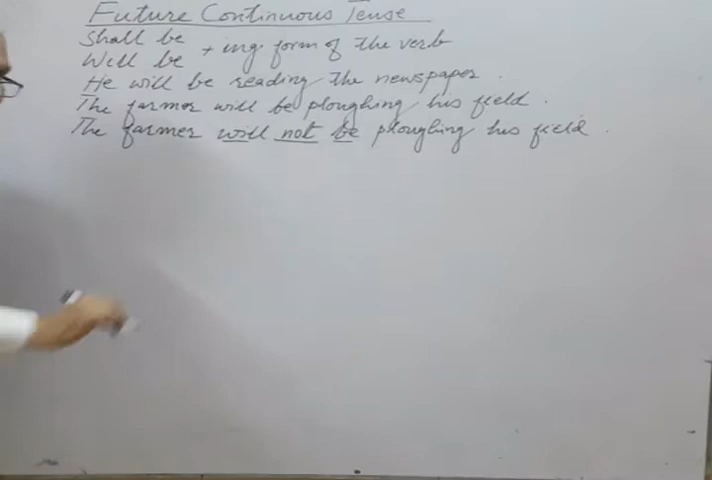 Future Continuous Tense
Shall be
Will be + ing form of the verb
He will be reading the newspaper.
The farmer will be ploughing his field.
The farmer will not be ploughing his field.